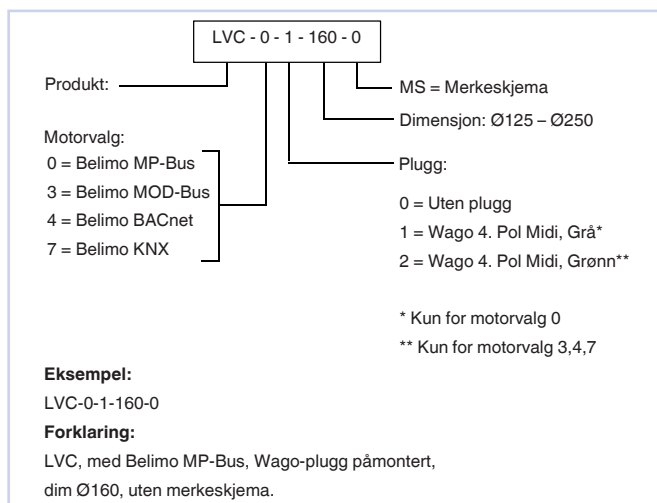 LVC - 0 - 1 - 160 - 0
Produkt:
MS = Merkeskjema
Dimensjon: Ø125 – Ø250
Motorvalg:
0 = Belimo MP-Bus
3 = Belimo MOD-Bus
4 = Belimo BACnet
7 = Belimo KNX
Plugg:
0 = Uten plugg
1 = Wago 4. Pol Midi, Grå*
2 = Wago 4. Pol Midi, Grønn**
* Kun for motorvalg 0
** Kun for motorvalg 3,4,7
Eksempel:
LVC-0-1-160-0
Forklaring:
LVC, med Belimo MP-Bus, Wago-plugg påmontert,
dim Ø160, uten merkeskjema.